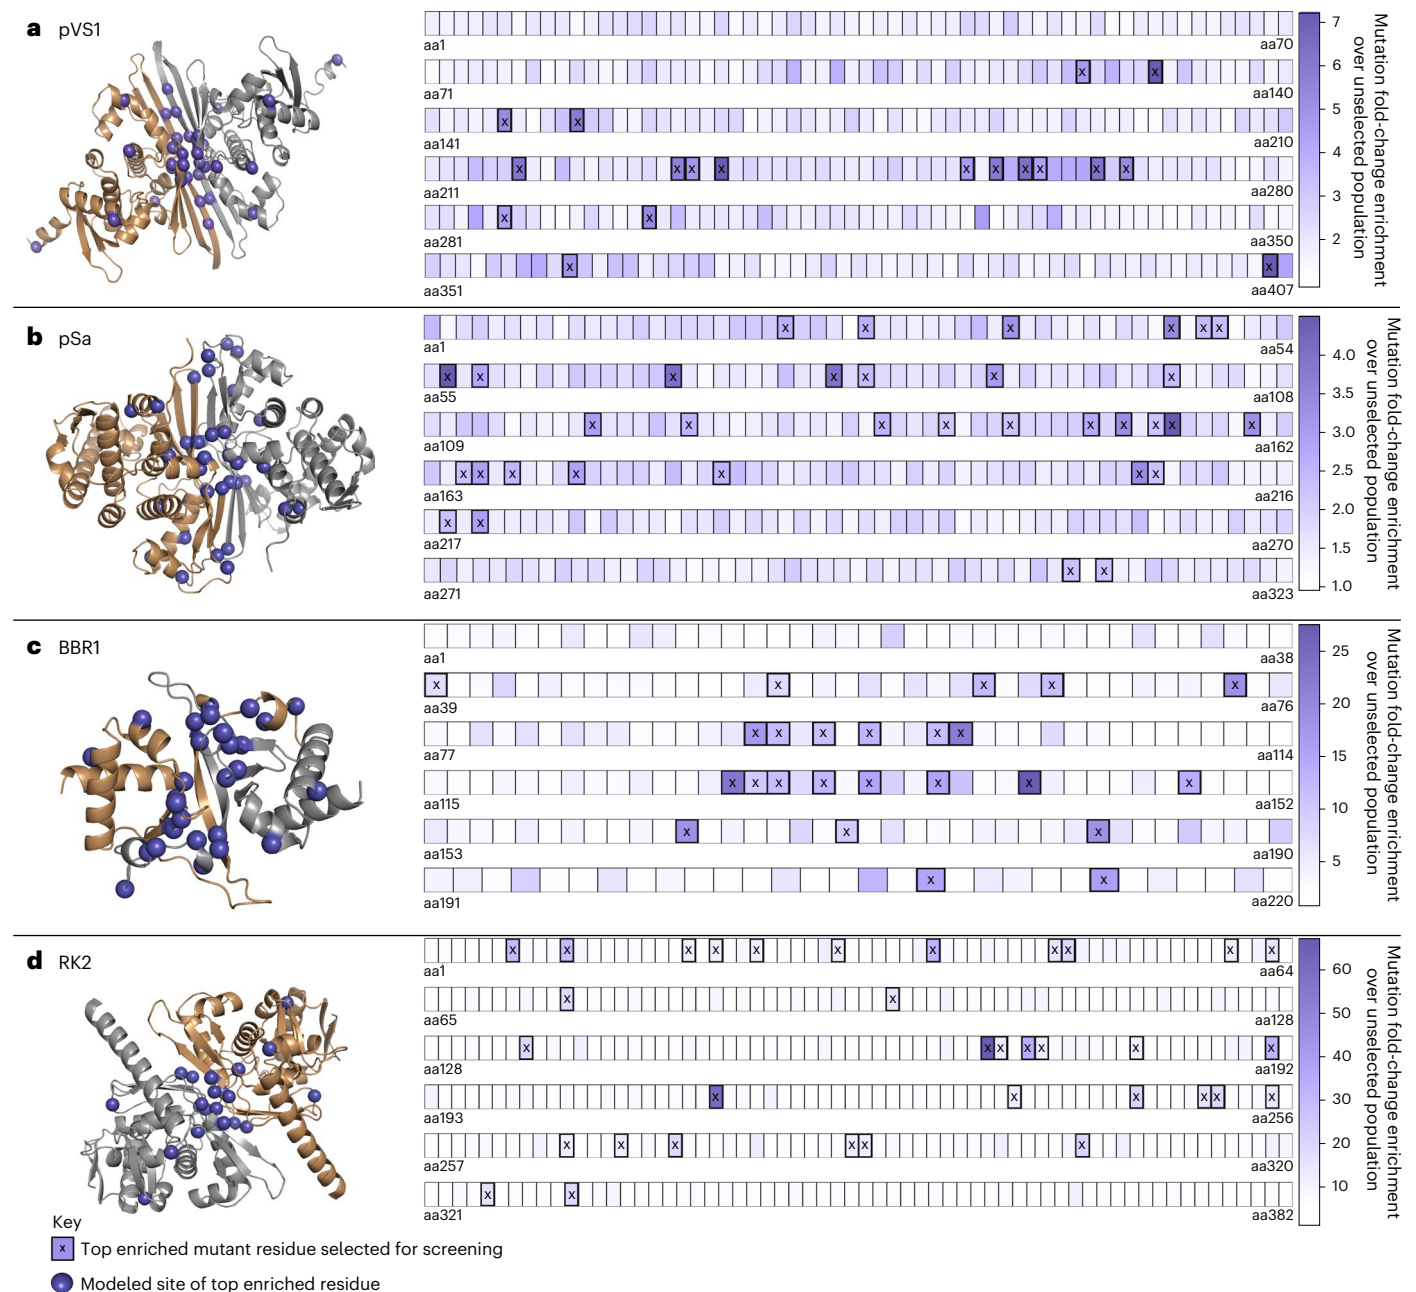 a pVS1
aa1 aa70
aa71 aa140
x x
aa141 aa210
x x
aa211 aa280
x x x x x x x x x x
aa281 aa350
x x
aa351 aa407
x x
7
6
5
4
3
2
Mutation fold-change enrichment
over unselected population
b pSa
x x x x x x
aa1 aa54
x x x x x x x
aa55 aa108
x x x x x x x x x x
aa109 aa162
x x x x x x x
aa163 aa216
x x
aa217 aa270
x x
aa271 aa323
4.0
3.5
3.0
2.5
2.0
1.5
1.0
Mutation fold-change enrichment
over unselected population
c BBR1
aa1 aa38
x x x x x
aa39 aa76
x x x x x x
aa77 aa114
x x x x x x x x
aa115 aa152
x x x
aa153 aa190
x x
aa191 aa220
25
20
15
10
5
Mutation fold-change enrichment
over unselected population
d RK2
x x x x x x x x x x x
aa1 aa64
x x
aa65 aa128
x x x x x x x
aa128 aa192
x x x x x x
aa193 aa256
x x x x x x
aa257 aa320
x x
aa321 aa382
60
50
40
30
20
10
Mutation fold-change enrichment
over unselected population
Key
x Top enriched mutant residue selected for screening
Modeled site of top enriched residue